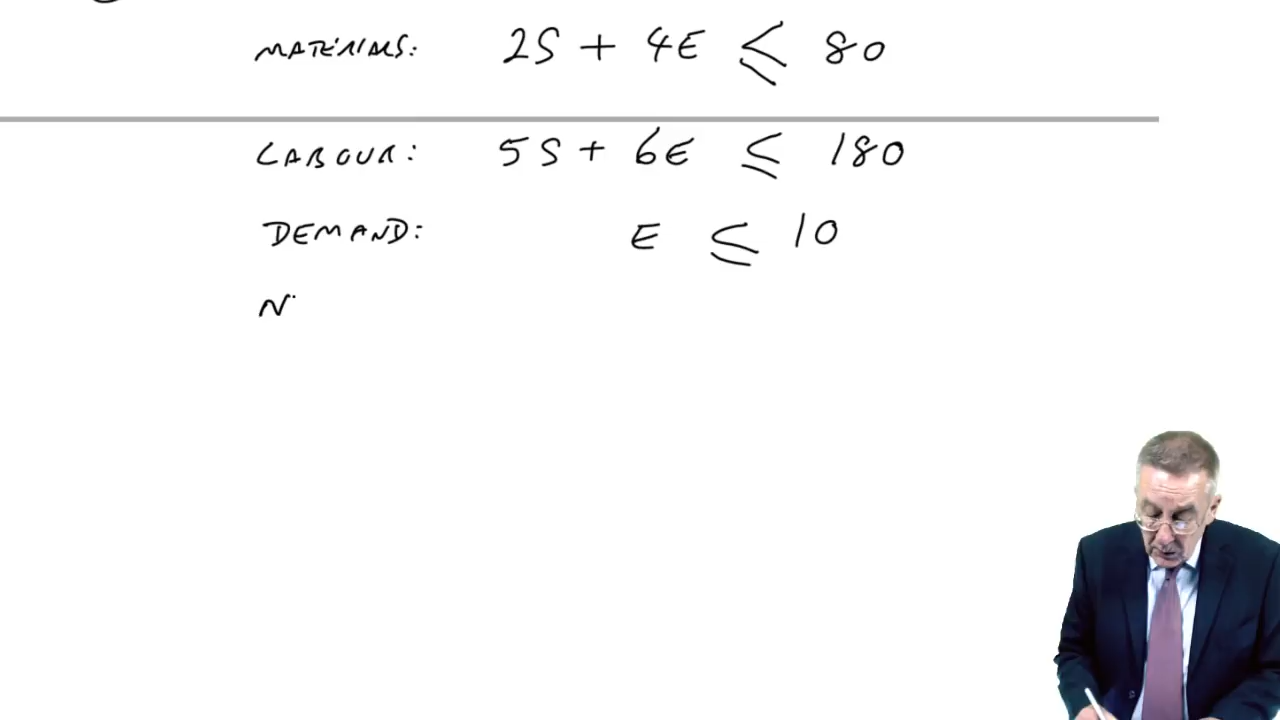 MATERIALS: 2S + 4E ≤ 80
LABOUR: 5S + 6E ≤ 180
DEMAND: E ≤ 10
N